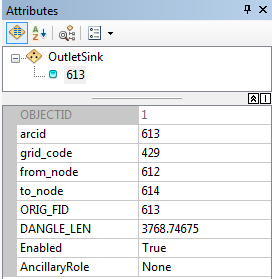 Attributes
OutletSink
613
OBJECTID 1
arcid 613
grid_code 429
from_node 612
to_node 614
ORIG_FID 613
DANGLE_LEN 3768.74675
Enabled True
AncillaryRole None